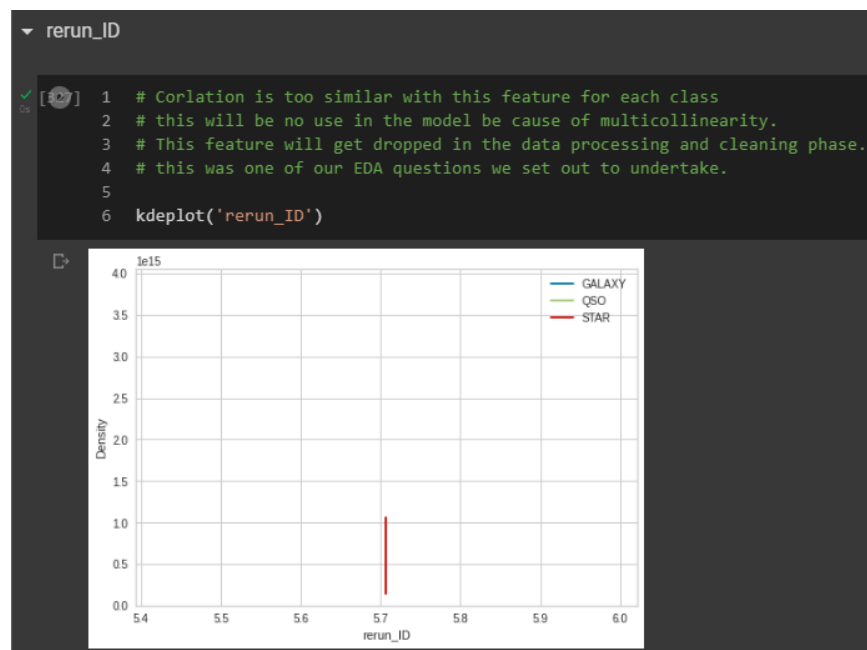 rerun_ID
1 # Corlation is too similar with this feature for each class
2 # this will be no use in the model be cause of multicollinearity.
3 # This feature will get dropped in the data processing and cleaning phase.
4 # this was one of our EDA questions we set out to undertake.
5
6 kdeplot('rerun_ID')
1e15
4.0
GALAXY
QSO
STAR
3.5
3.0
2.5
2.0
1.5
1.0
0.5
0.0
Density
5.4 5.5 5.6 5.7 5.8 5.9 6.0
rerun_ID